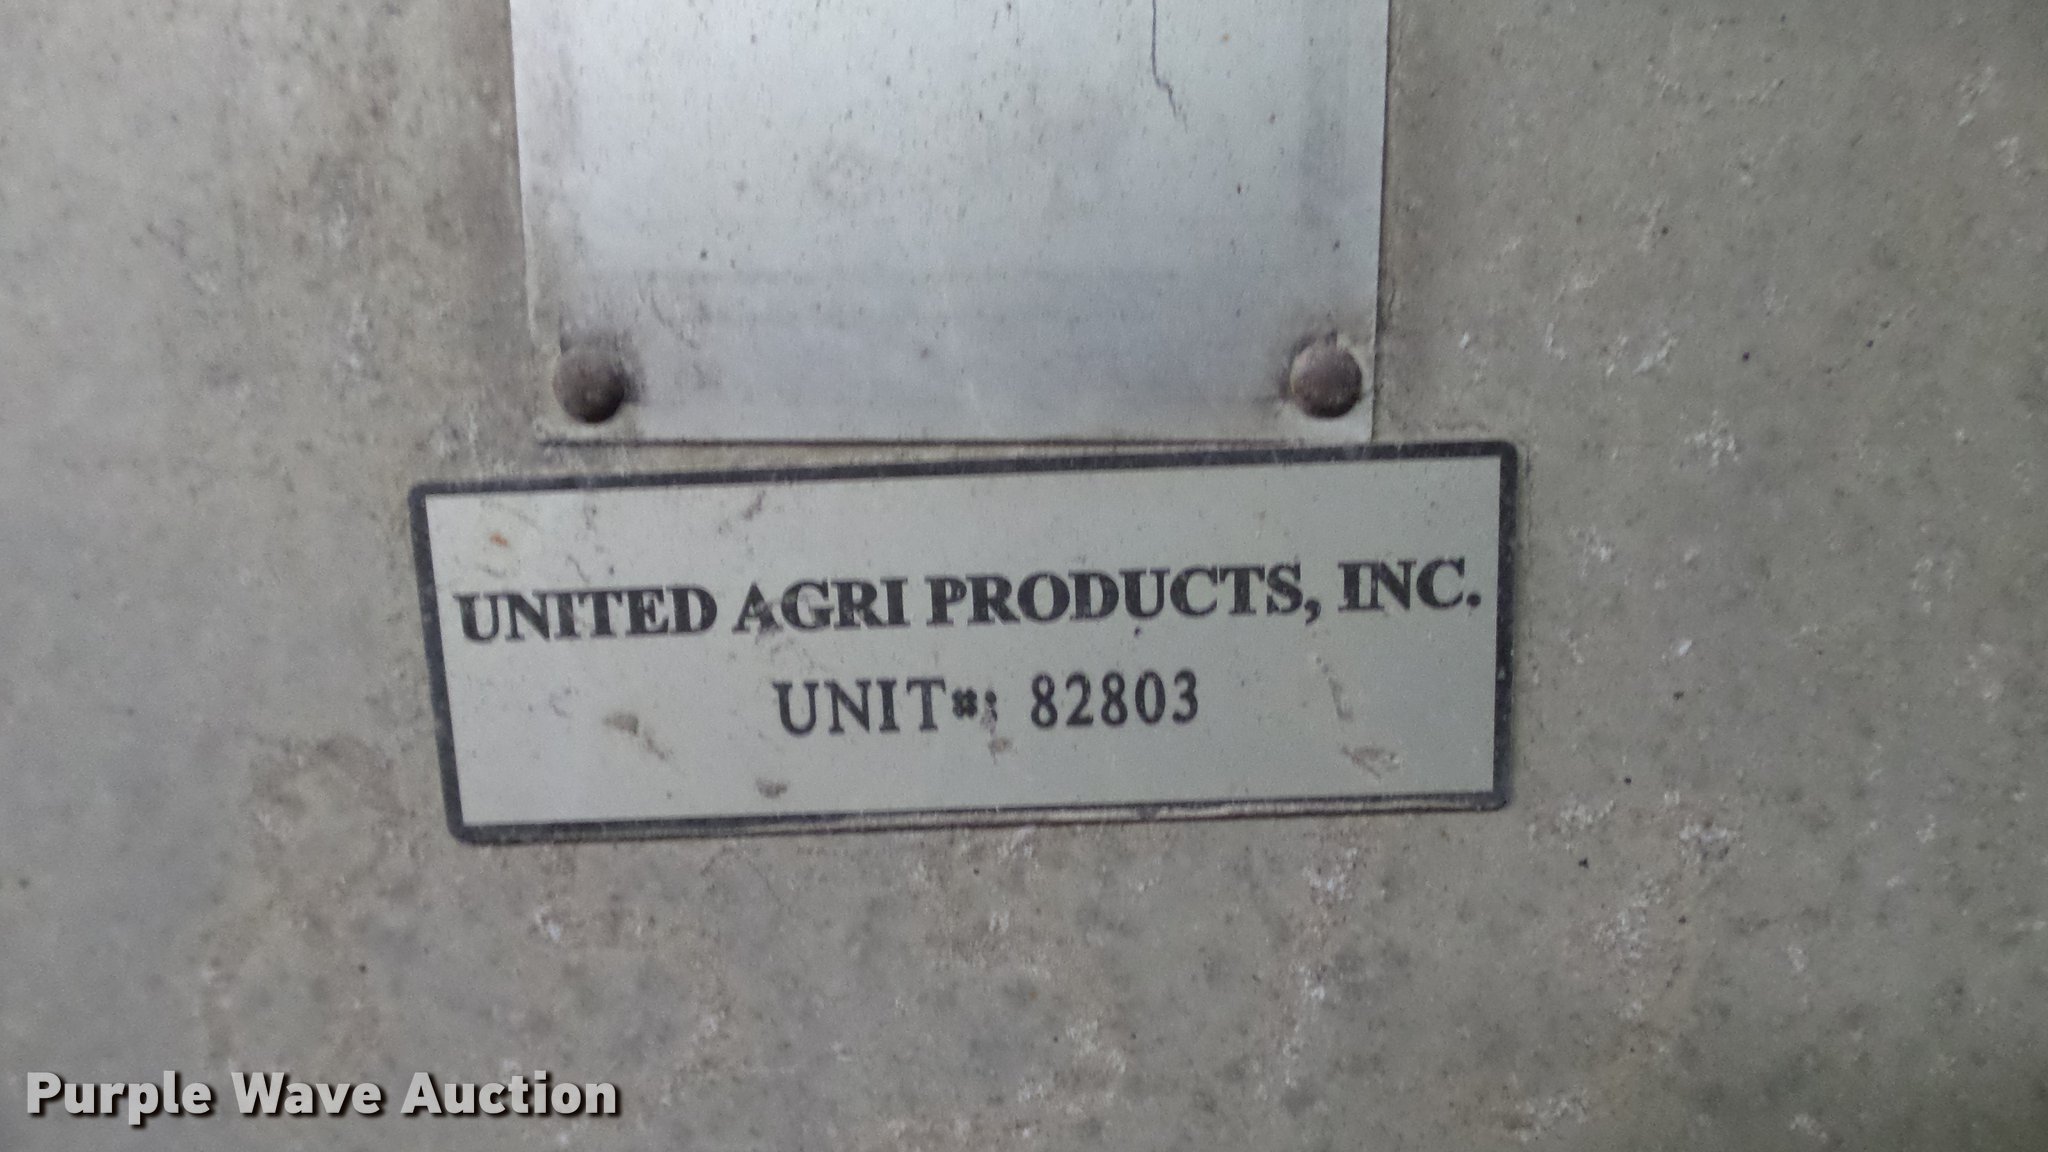 UNITED AGRI PRODUCTS, INC.
UNIT#: 82803
Purple Wave Auction